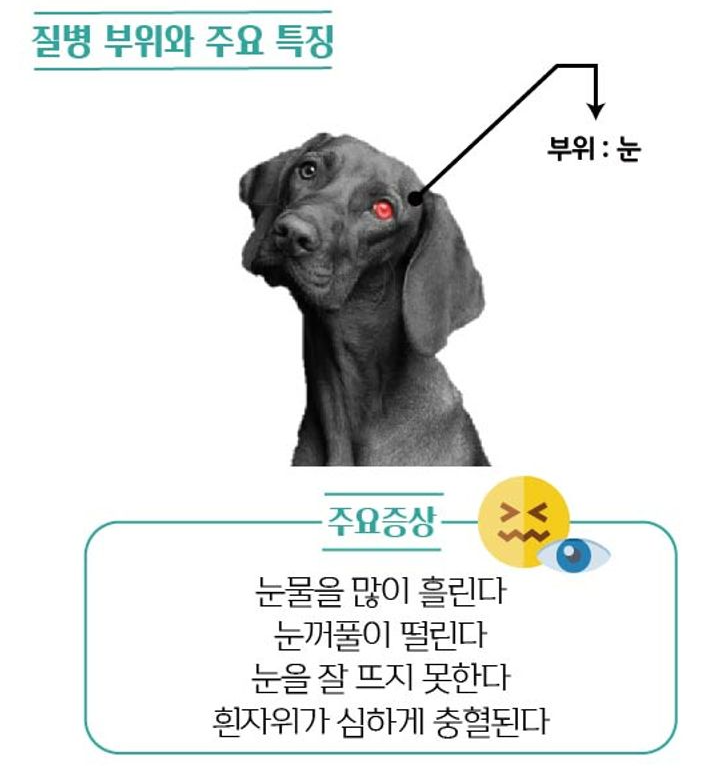 질병 부위와 주요 특징
부위 : 눈
주요증상
눈물을 많이 흘린다
눈꺼풀이 떨린다
눈을 잘 뜨지 못한다
흰자위가 심하게 충혈된다